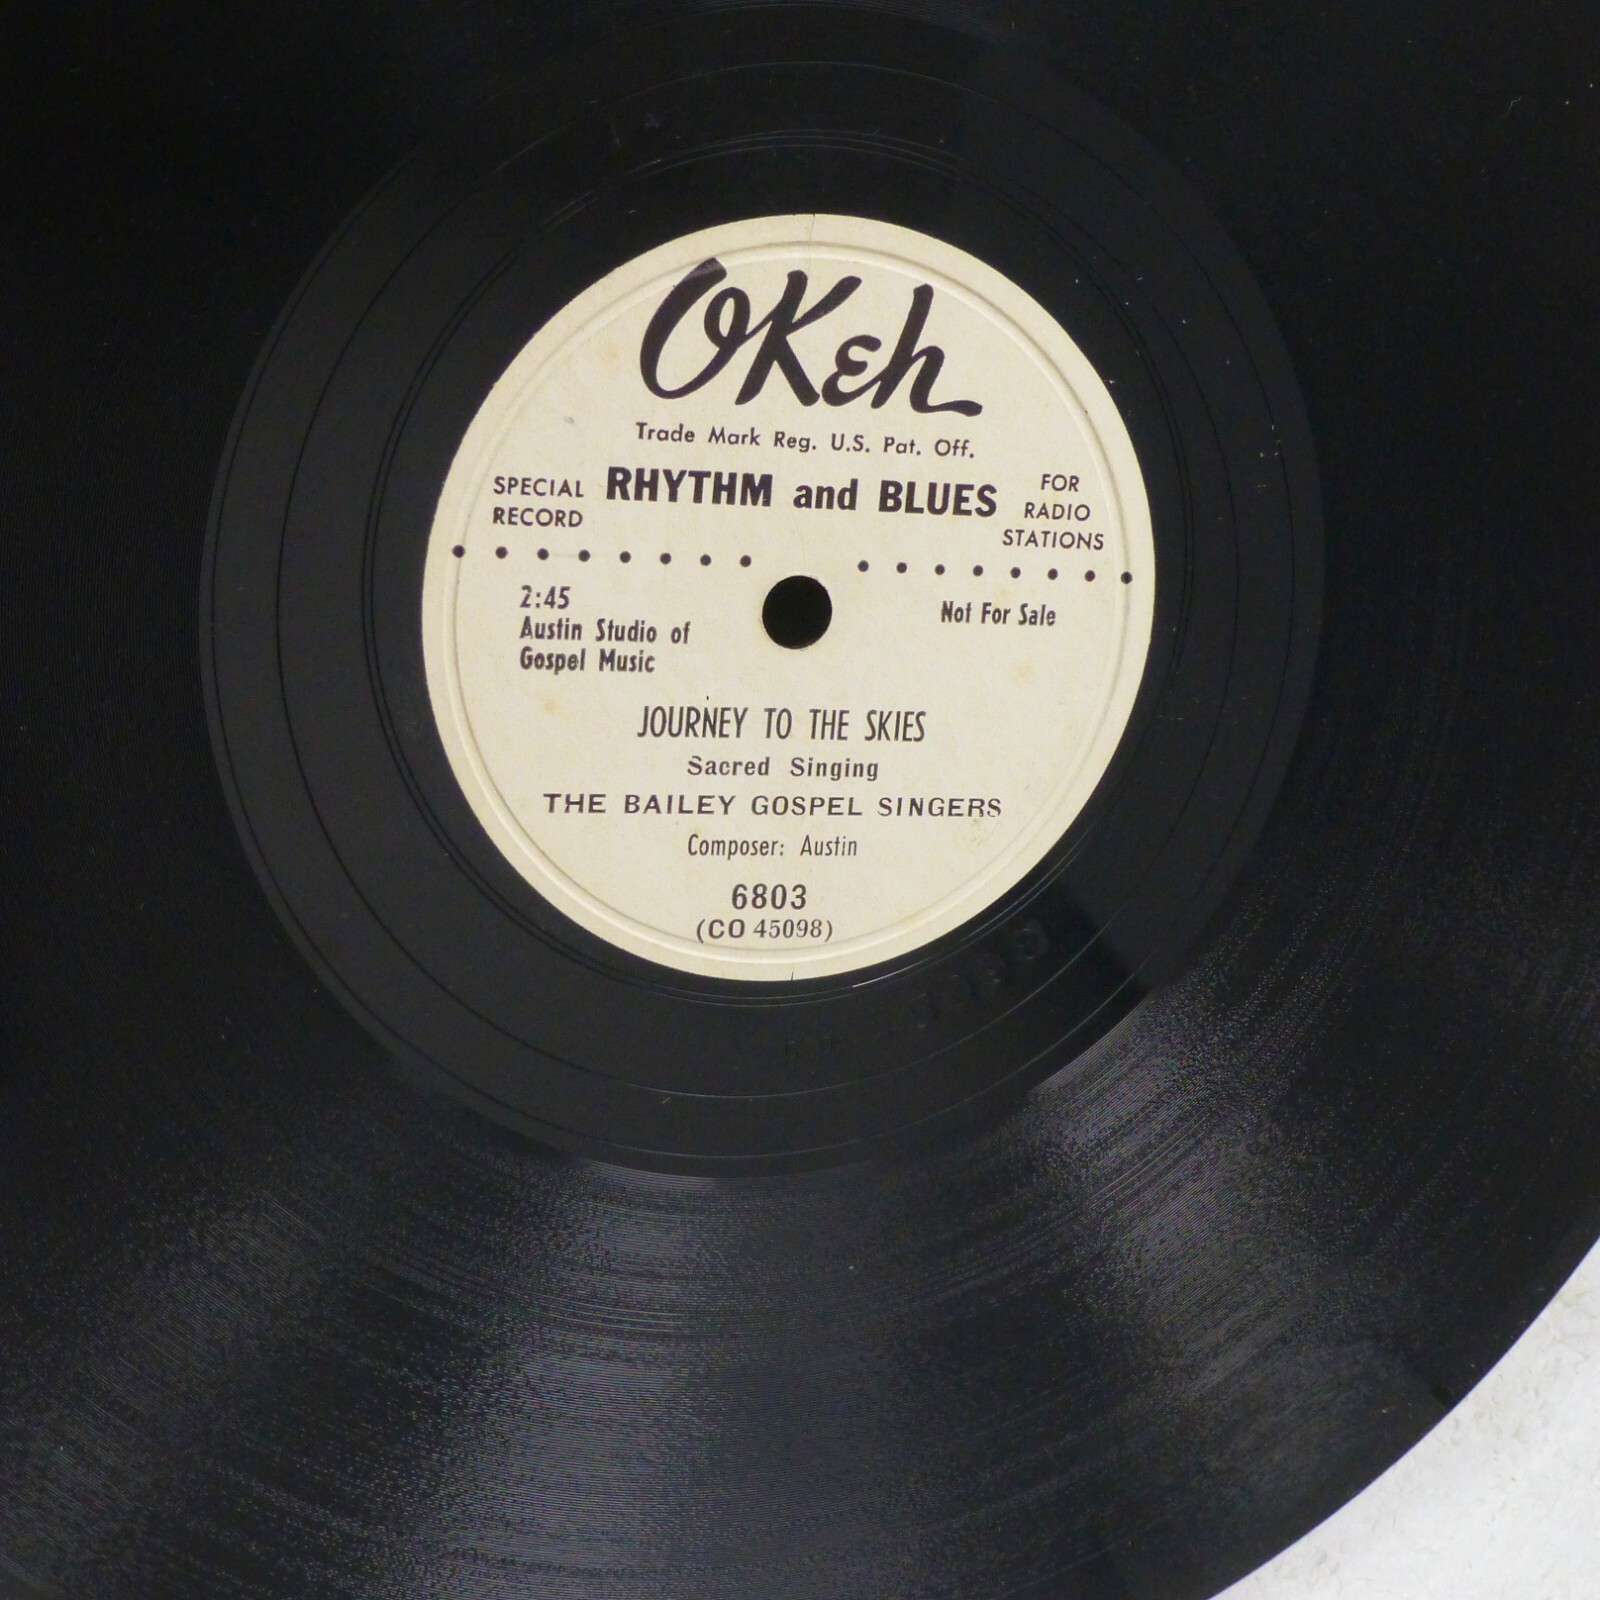 OKeh
Trade Mark Reg. U.S. Pat. Off.
SPECIAL RECORD
RHYTHM and BLUES
FOR RADIO STATIONS
2:45
Austin Studio of
Gospel Music
Not For Sale
JOURNEY TO THE SKIES
Sacred Singing
THE BAILEY GOSPEL SINGERS
Composer: Austin
6803
(CO 45098)